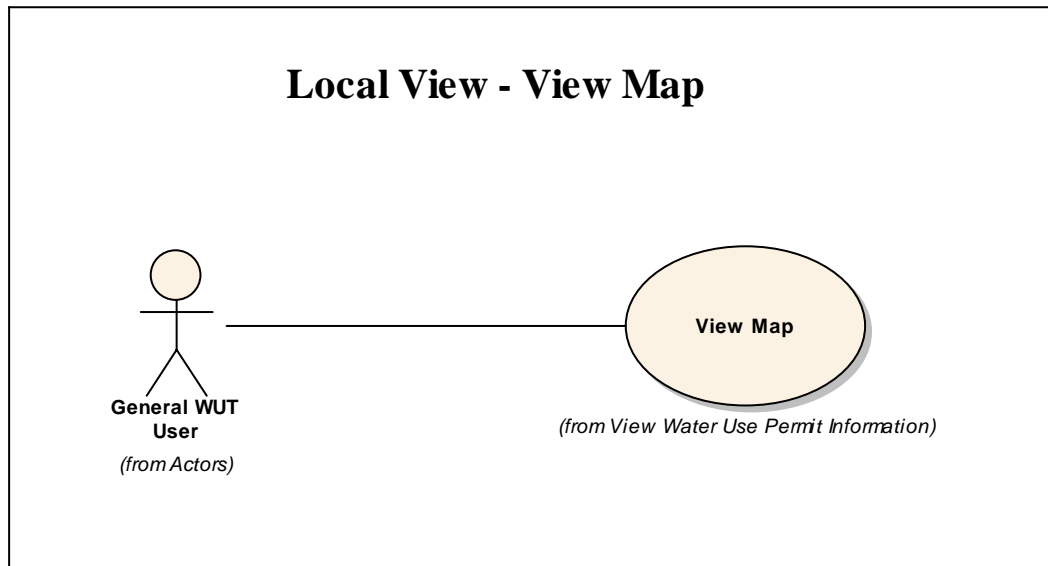 Local View - View Map
View Map
General WUT
User
(from Actors)
(from View Water Use Permit Information)